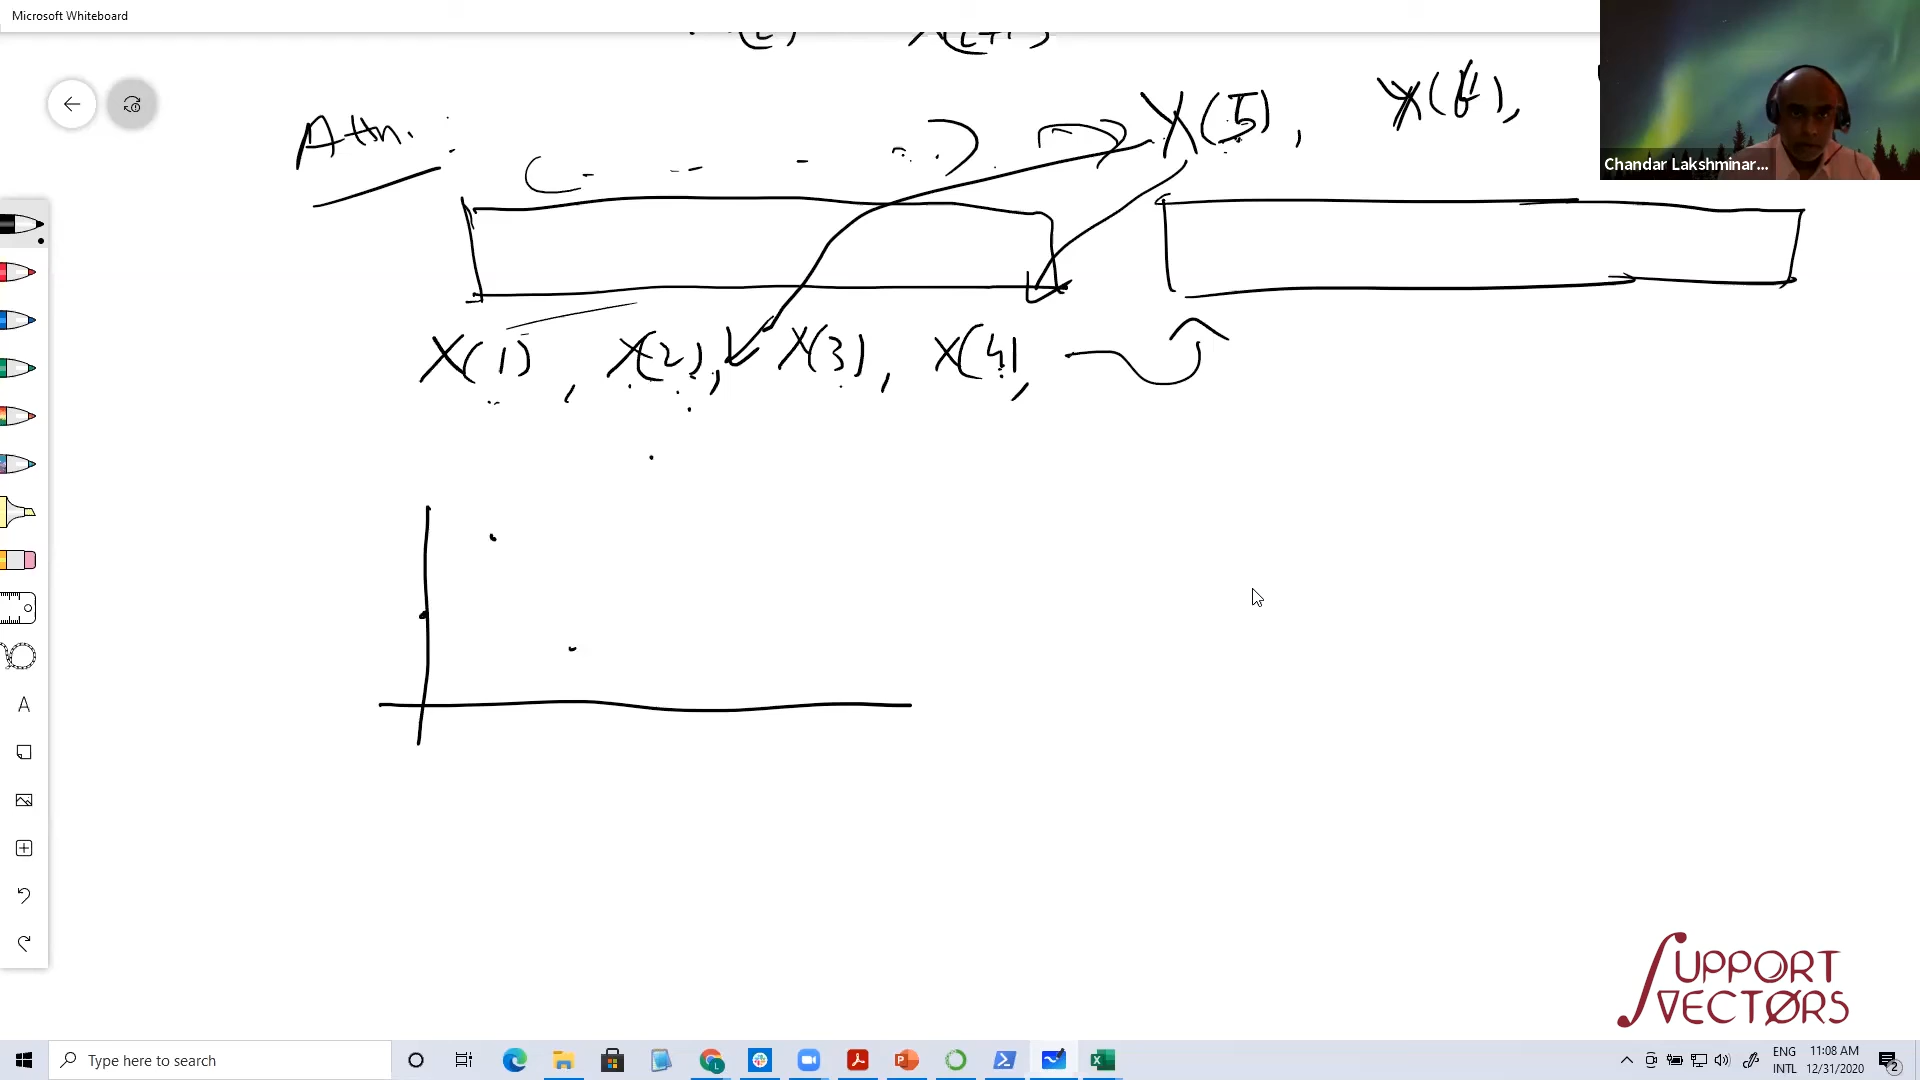 Microsoft Whiteboard
Attn. :
X(5), X(6),
Chandar Lakshminar...
X(1), X(2), X(3), X(4),
SUPPORT
VECTORS
Type here to search
ENG
INTL
11:08 AM
12/31/2020
2